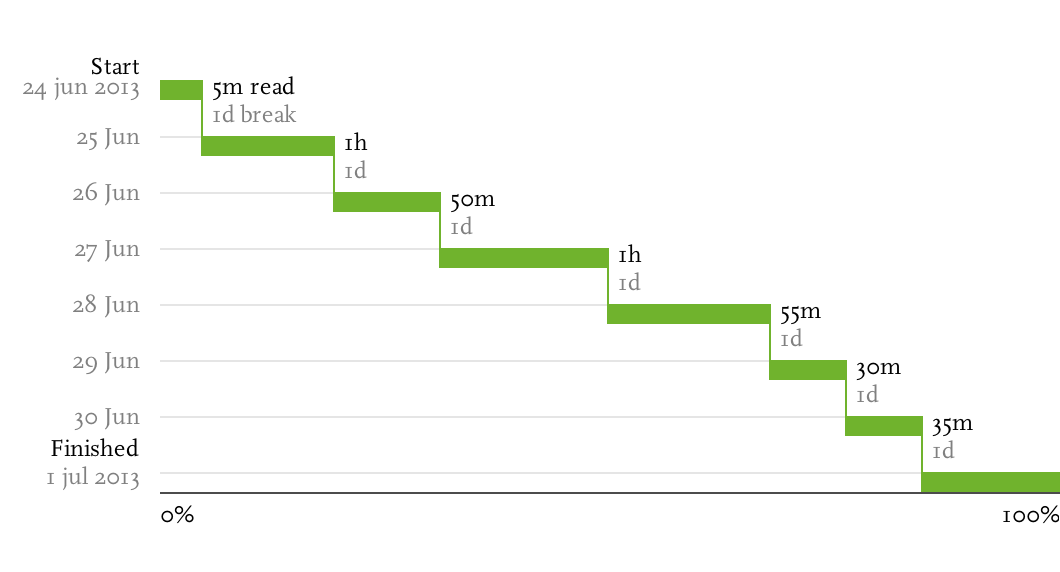 Start
24 jun 2013
5m read
1d break
25 Jun
1h
1d
26 Jun
50m
1d
27 Jun
1h
1d
28 Jun
55m
1d
29 Jun
30m
1d
30 Jun
35m
Finished
1d
1 jul 2013
0%
100%